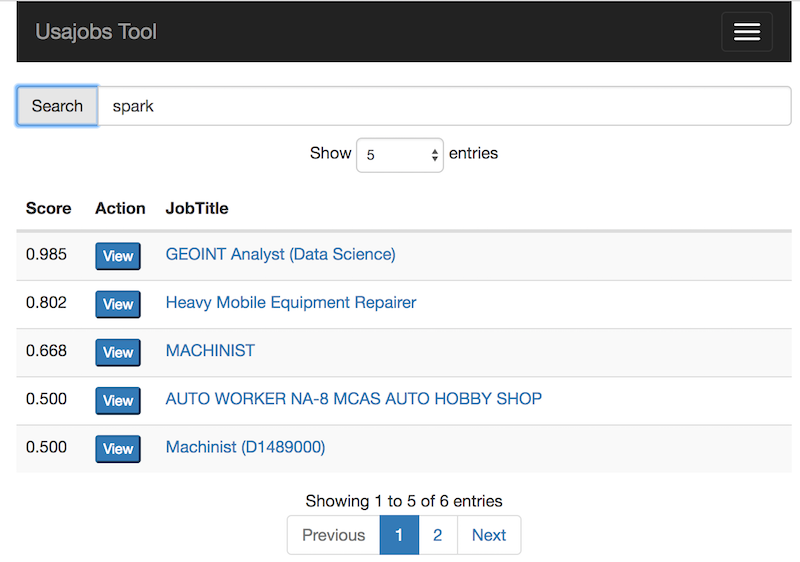 Usajobs Tool
Search spark
Show 5 entries
Score Action JobTitle
0.985 View GEOINT Analyst (Data Science)
0.802 View Heavy Mobile Equipment Repairer
0.668 View MACHINIST
0.500 View AUTO WORKER NA-8 MCAS AUTO HOBBY SHOP
0.500 View Machinist (D1489000)
Showing 1 to 5 of 6 entries
Previous 1 2 Next